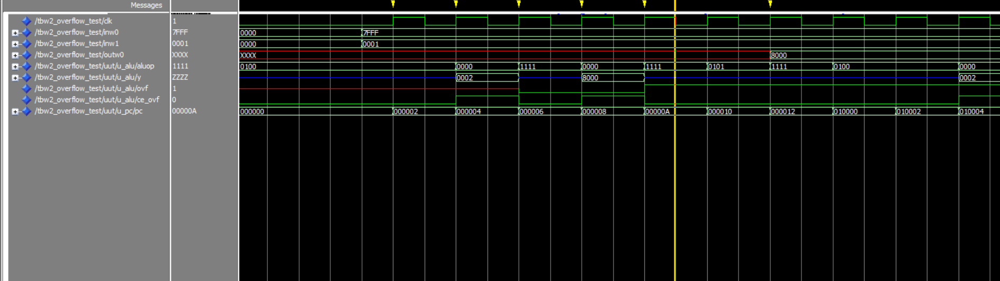 Messages
/tbw2_overflow_test/clk 1
/tbw2_overflow_test/inw0 7FFF 0000 7FFF
/tbw2_overflow_test/inw1 0001 0000 0001
/tbw2_overflow_test/outw0 XXXX XXXX 8000
/tbw2_overflow_test/uut/u_alu/aluop 1111 0100 0000 1111 0000 1111 0101 1111 0100 0000
/tbw2_overflow_test/uut/u_alu/y ZZZZ 0002 8000 0002
/tbw2_overflow_test/uut/u_alu/ovf 1
/tbw2_overflow_test/uut/u_alu/ce_ovf 0
/tbw2_overflow_test/uut/u_pc/pc 00000A 000000 000002 000004 000006 000008 00000A 000010 000012 010000 010002 010004